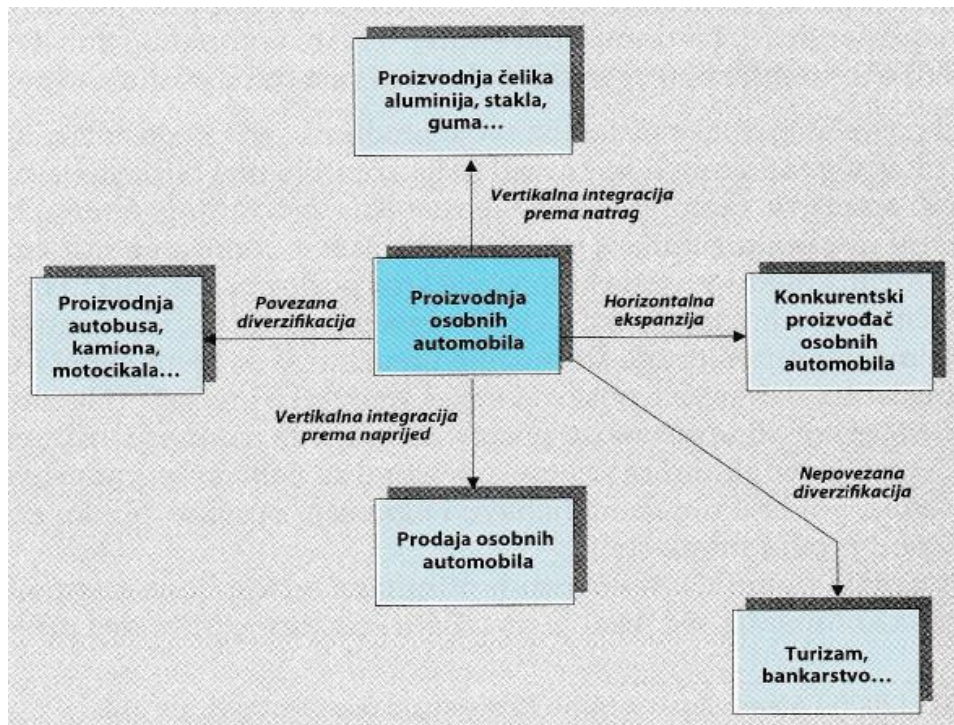 Proizvodnja čelika
aluminija, stakla,
guma...
Vertikalna integracija
prema natrag
Proizvodnja
autobusa,
kamiona,
motocikala...
Povezana
diverzifikacija
Proizvodnja
osobnih
automobila
Horizontalna
ekspanzija
Konkurentski
proizvođač
osobnih
automobila
Vertikalna integracija
prema naprijed
Nepovezana
diverzifikacija
Prodaja osobnih
automobila
Turizam,
bankarstvo...